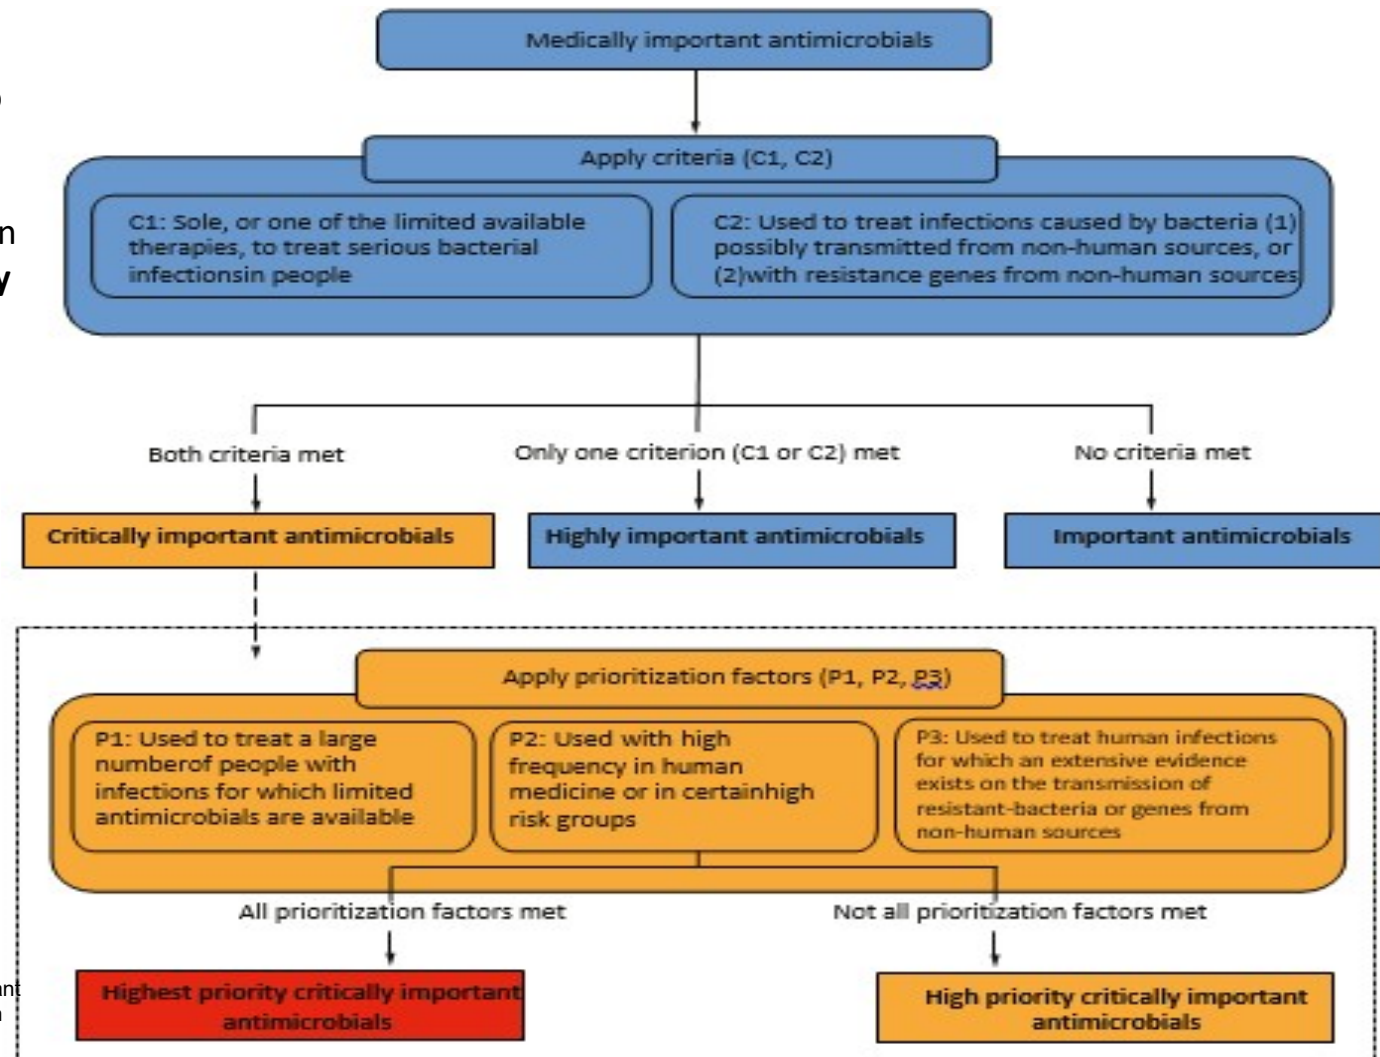 Medically important antimicrobials
Apply criteria (C1, C2)
C1: Sole, or one of the limited available
therapies, to treat serious bacterial
infectionsin people
C2: Used to treat infections caused by bacteria (1)
possibly transmitted from non-human sources, or
(2)with resistance genes from non-human sources
n
y
Both criteria met
Only one criterion (C1 or C2) met
No criteria met
Critically important antimicrobials
Highly important antimicrobials
Important antimicrobials
Apply prioritization factors (P1, P2, P3)
P1: Used to treat a large
numberof people with
infections for which limited
antimicrobials are available
P2: Used with high
frequency in human
medicine or in certainhigh
risk groups
P3: Used to treat human infections
for which an extensive evidence
exists on the transmission of
resistant-bacteria or genes from
non-human sources
All prioritization factors met
Not all prioritization factors met
ant
Highest priority critically important
antimicrobials
High priority critically important
antimicrobials